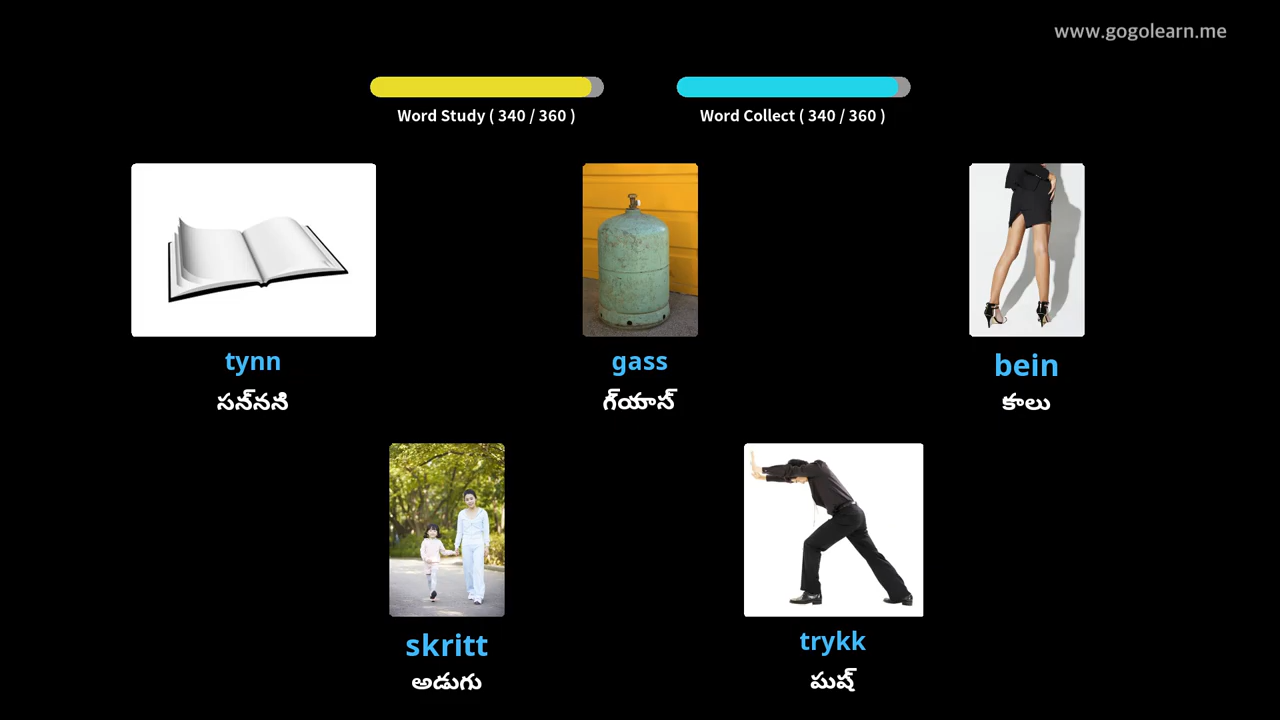 www.gogolearn.me
Word Study ( 340 / 360 )
Word Collect ( 340 / 360 )
tynn
సన్‌నని
gass
గ్‌యాస్
bein
కాలు
skritt
అడుగు
trykk
పుష్